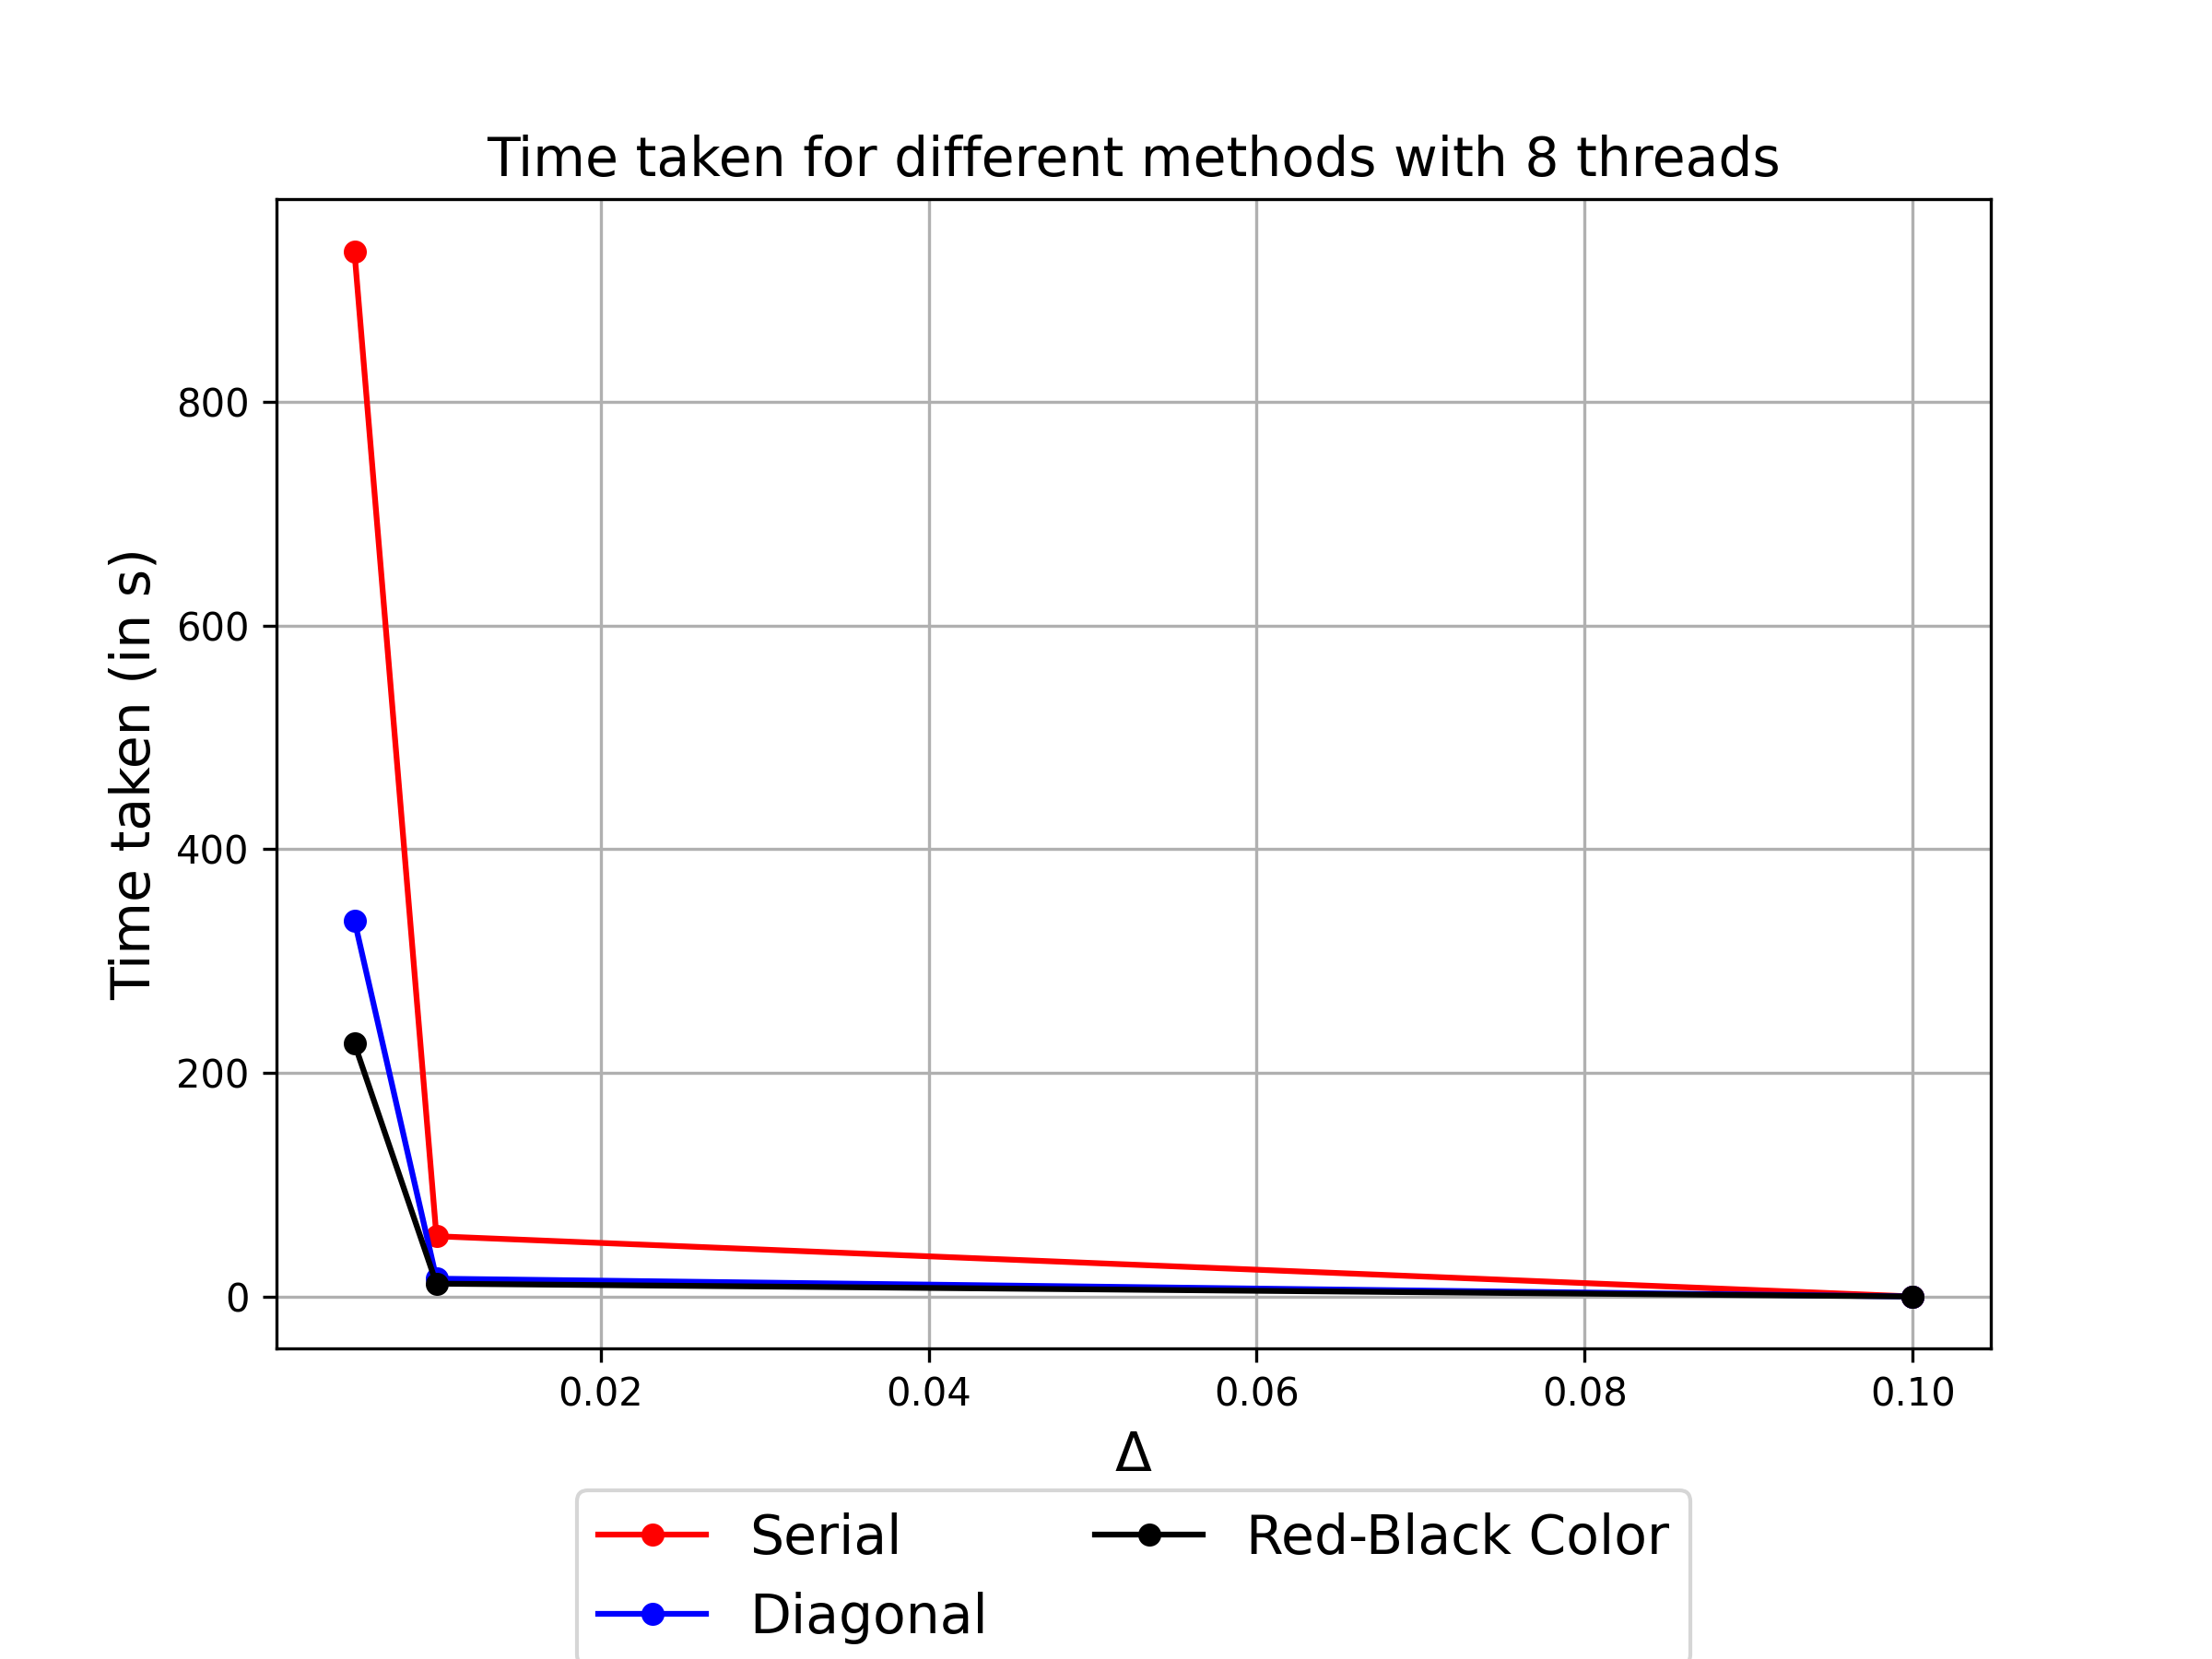 Time taken for different methods with 8 threads
Time taken (in s)
800
600
400
200
0
0.02 0.04 0.06 0.08 0.10
Δ
Serial Red-Black Color
Diagonal